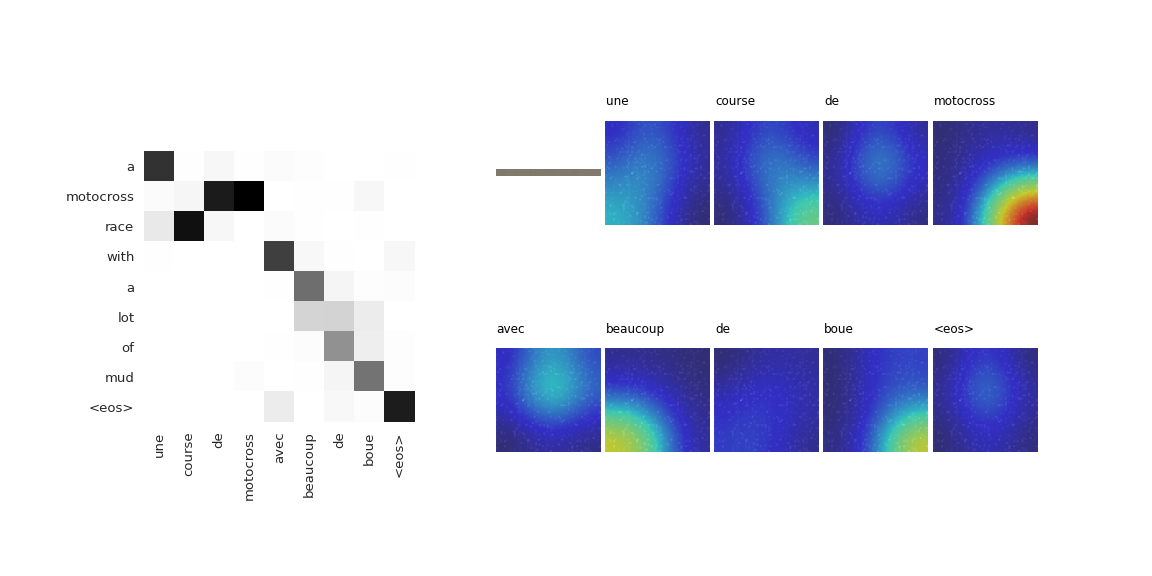 a
motocross
race
with
a
lot
of
mud
<eos>
une
course
de
motocross
avec
beaucoup
de
boue
<eos>
une course de motocross
avec beaucoup de boue <eos>